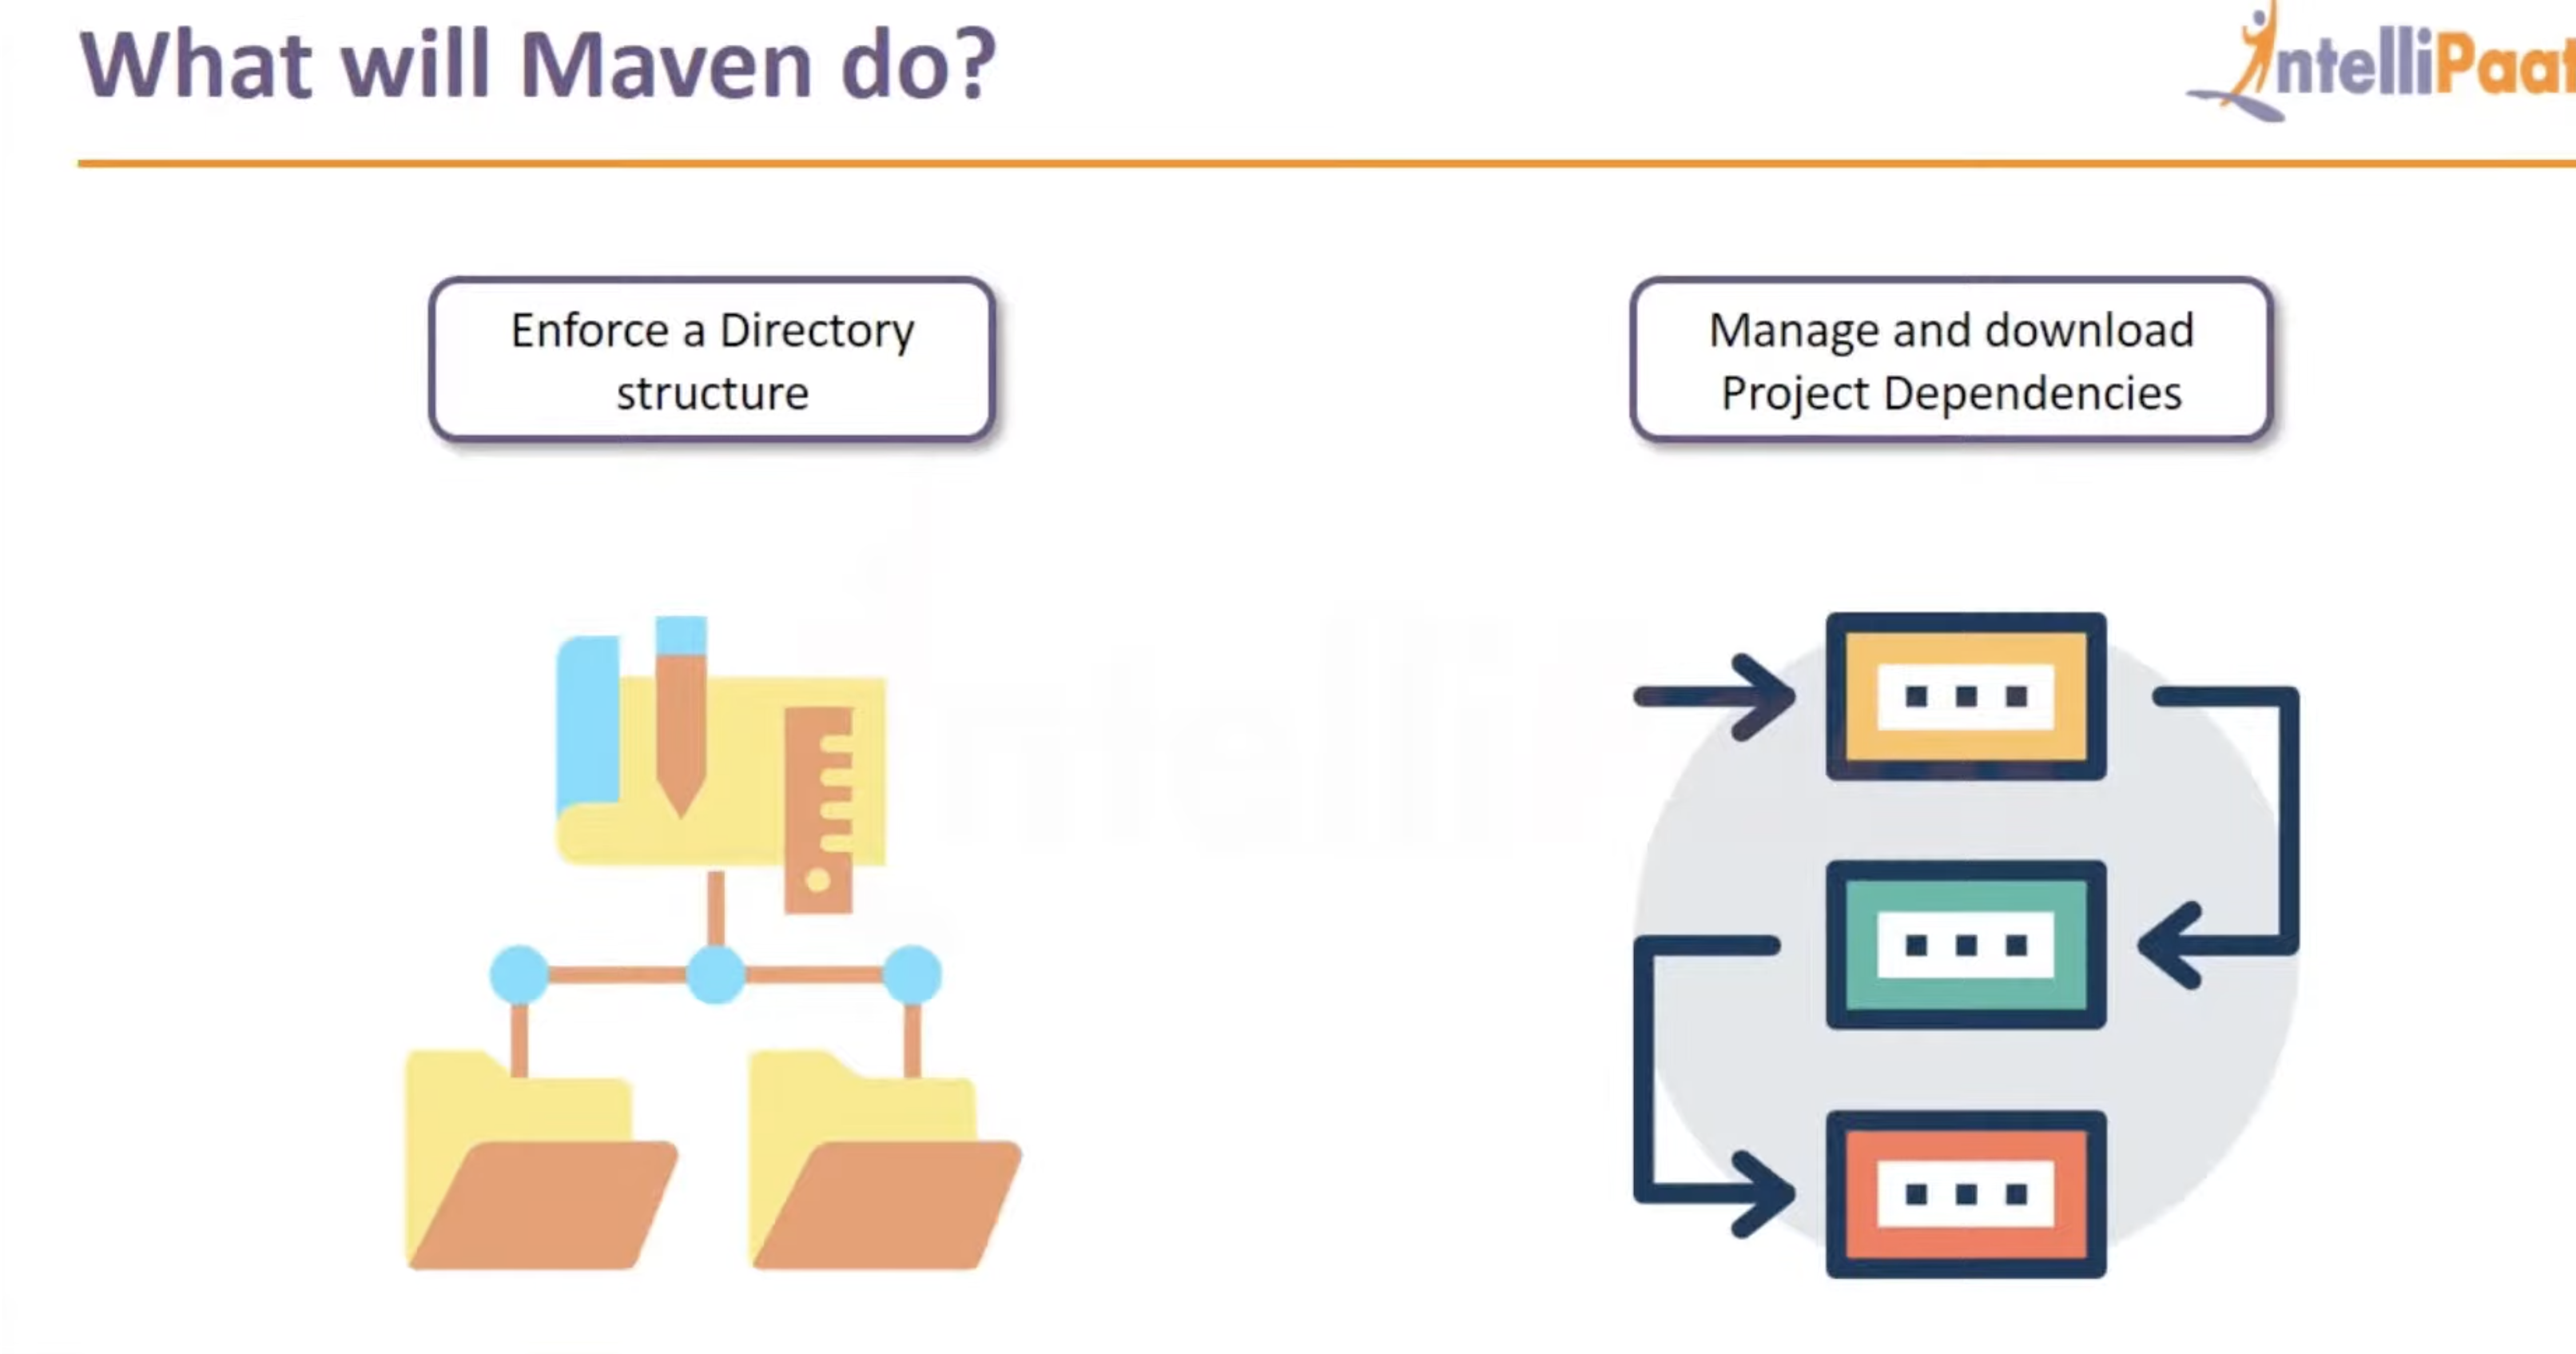 What will Maven do?
IntelliPaat
Enforce a Directory
structure
Manage and download
Project Dependencies